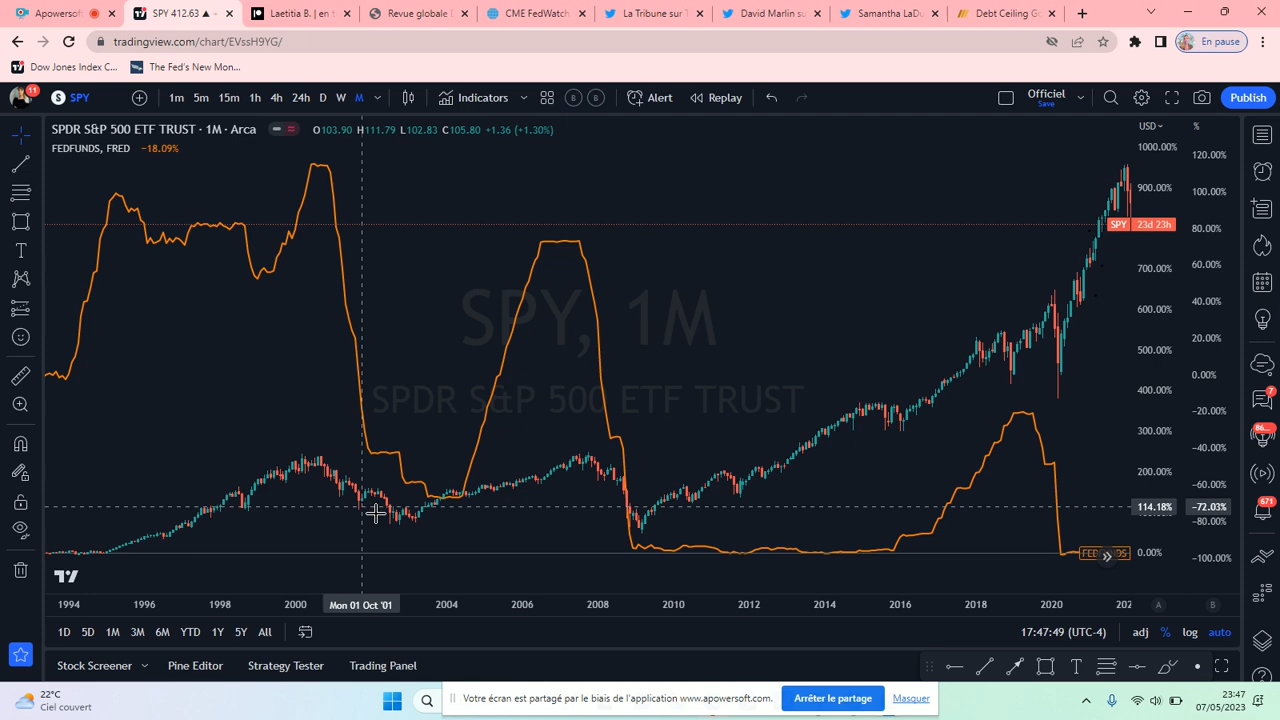 Apowersoft
SPY 412.63 ▲
Laetitia B. | en t
Revue globale
CME FedWatch
La Tribune sur T
David Marlin su
Samantha LaDu
Debt Ceiling Go
tradingview.com/chart/EVssH9YG/
En pause
Dow Jones Index C...
The Fed's New Mon...
11
S SPY
1m 5m 15m 1h 4h 24h D W M
Indicators
B B
Alert
Replay
Officiel
Save
Publish
SPDR S&P 500 ETF TRUST · 1M · Arca
O103.90 H111.79 L102.83 C105.80 +1.36 (+1.30%)
FEDFUNDS, FRED −18.09%
USD
%
1000.00%
900.00%
700.00%
600.00%
500.00%
400.00%
300.00%
200.00%
0.00%
120.00%
100.00%
80.00%
60.00%
40.00%
20.00%
0.00%
−20.00%
−40.00%
−60.00%
−80.00%
−100.00%
SPY 23d 23h
SPY, 1M
SPDR S&P 500 ETF TRUST
114.18%
−72.03%
7
86...
671
1994 1996 1998 2000 Mon 01 Oct '01 2004 2006 2008 2010 2012 2014 2016 2018 2020 202
A
B
1D 5D 1M 3M 6M YTD 1Y 5Y All
17:47:49 (UTC-4)
adj % log auto
Stock Screener
Pine Editor
Strategy Tester
Trading Panel
22°C
Ciel couvert
Votre écran est partagé par le biais de l'application www.apowersoft.com.
Arrêter le partage
Masquer
23:47
07/05/2023